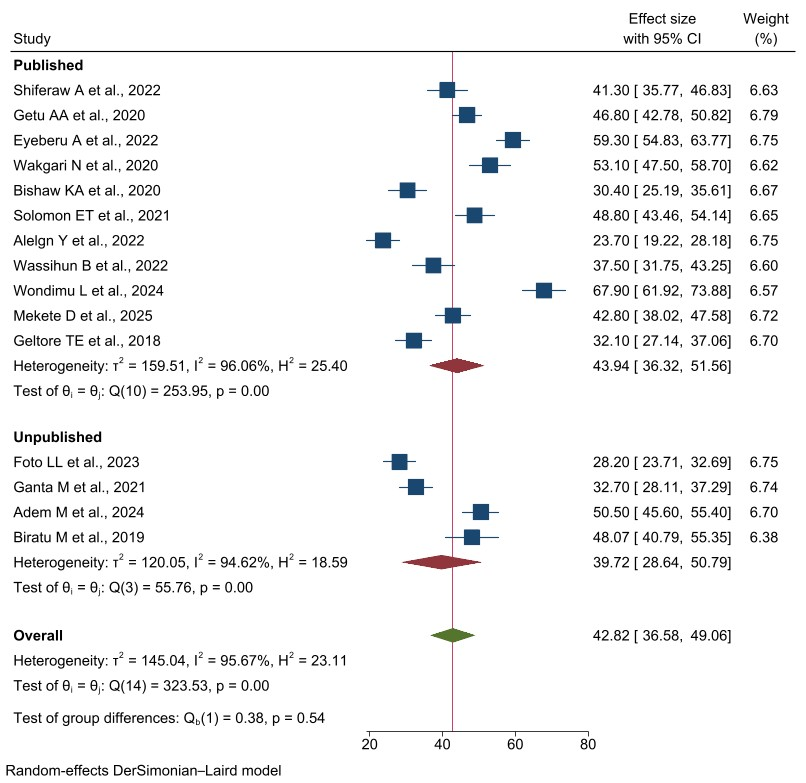 Effect size Weight
Study with 95% CI (%)
Published
Shiferaw A et al., 2022 41.30 [ 35.77, 46.83] 6.63
Getu AA et al., 2020 46.80 [ 42.78, 50.82] 6.79
Eyeberu A et al., 2022 59.30 [ 54.83, 63.77] 6.75
Wakgari N et al., 2020 53.10 [ 47.50, 58.70] 6.62
Bishaw KA et al., 2020 30.40 [ 25.19, 35.61] 6.67
Solomon ET et al., 2021 48.80 [ 43.46, 54.14] 6.65
Alelgn Y et al., 2022 23.70 [ 19.22, 28.18] 6.75
Wassihun B et al., 2022 37.50 [ 31.75, 43.25] 6.60
Wondimu L et al., 2024 67.90 [ 61.92, 73.88] 6.57
Mekete D et al., 2025 42.80 [ 38.02, 47.58] 6.72
Geltore TE et al., 2018 32.10 [ 27.14, 37.06] 6.70
Heterogeneity: τ² = 159.51, I² = 96.06%, H² = 25.40 43.94 [ 36.32, 51.56]
Test of θᵢ = θⱼ: Q(10) = 253.95, p = 0.00
Unpublished
Foto LL et al., 2023 28.20 [ 23.71, 32.69] 6.75
Ganta M et al., 2021 32.70 [ 28.11, 37.29] 6.74
Adem M et al., 2024 50.50 [ 45.60, 55.40] 6.70
Biratu M et al., 2019 48.07 [ 40.79, 55.35] 6.38
Heterogeneity: τ² = 120.05, I² = 94.62%, H² = 18.59 39.72 [ 28.64, 50.79]
Test of θᵢ = θⱼ: Q(3) = 55.76, p = 0.00
Overall 42.82 [ 36.58, 49.06]
Heterogeneity: τ² = 145.04, I² = 95.67%, H² = 23.11
Test of θᵢ = θⱼ: Q(14) = 323.53, p = 0.00
Test of group differences: Q_b(1) = 0.38, p = 0.54
20 40 60 80
Random-effects DerSimonian–Laird model